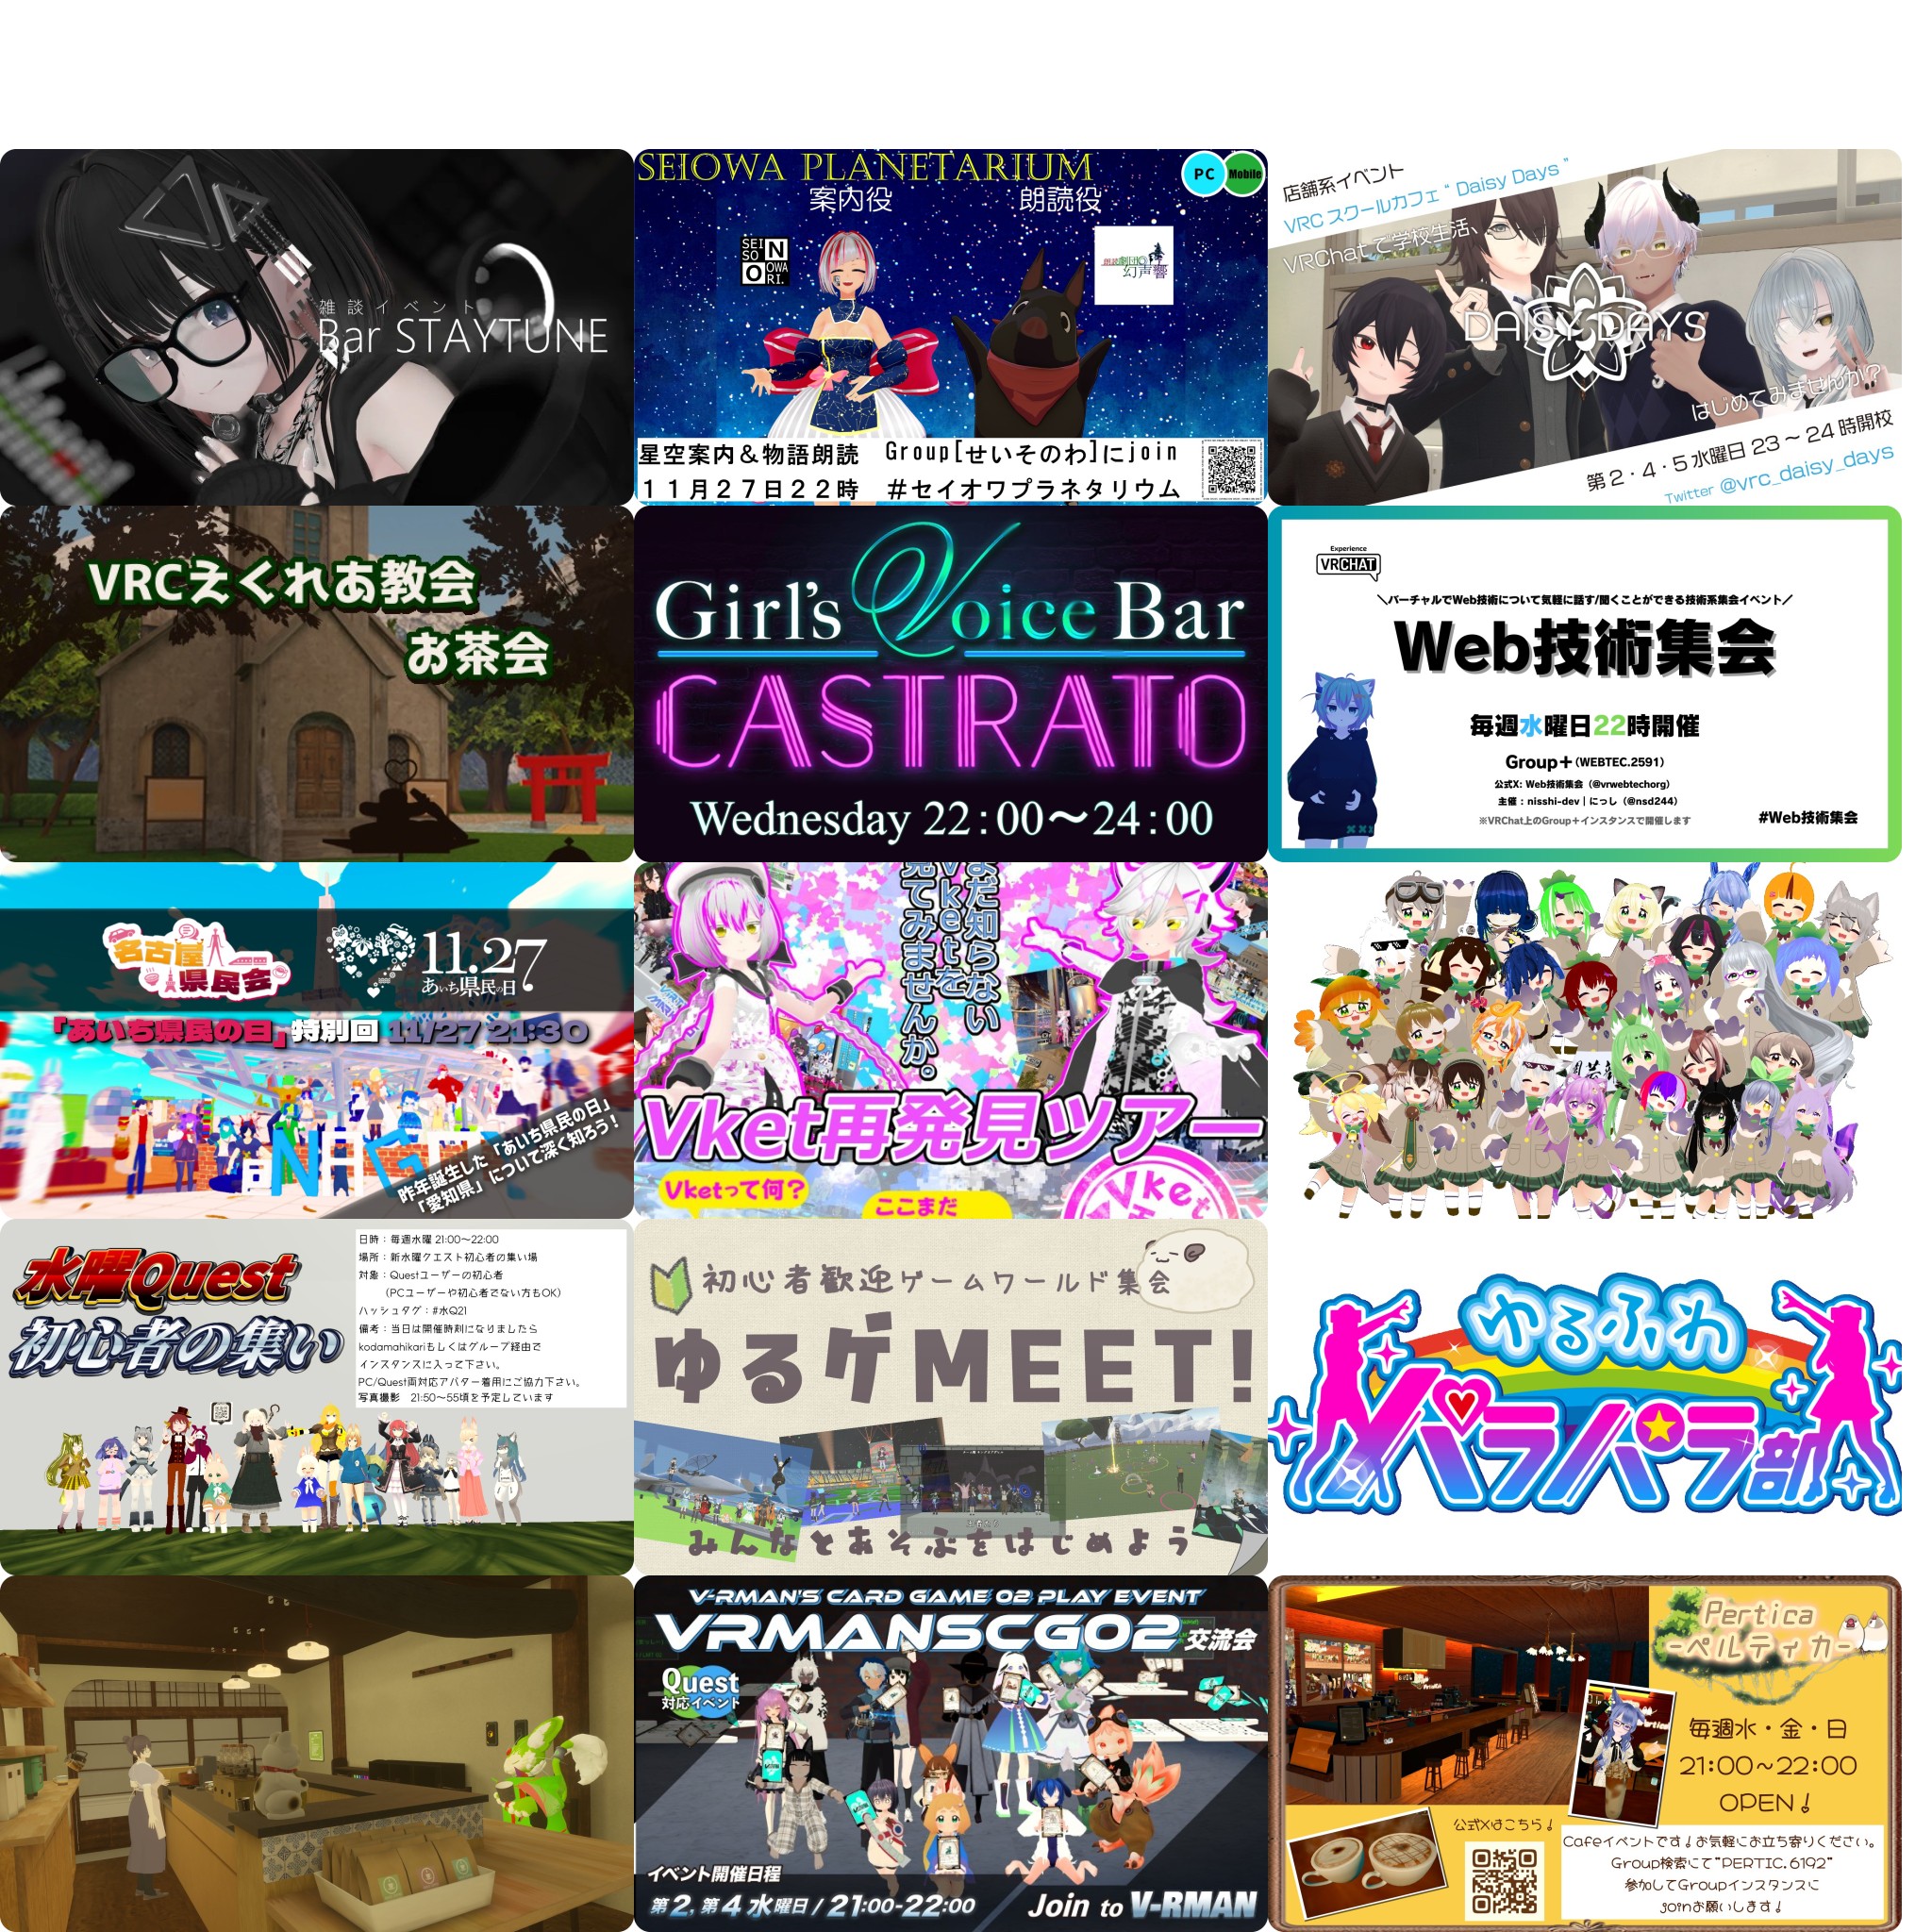 雑談イベント
Bar STAYTUNE
SEIOWA PLANETARIUM
PC
Mobile
案内役
朗読役
SEI
SO
N
O
OWA
RI.
朗読劇団
幻声響
星空案内&物語朗読
Group[せいそのわ]にjoin
11月27日22時
#セイオワプラネタリウム
店舗系イベント
VRC スクールカフェ “ Daisy Days ”
VRChat で学校生活、
DAISY DAYS
はじめてみませんか?
第 2・4・5 水曜日 23 ~ 24 時開校
Twitter @vrc_daisy_days
VRCえくれあ教会
お茶会
Girl's Voice Bar
CASTRATO
Wednesday 22:00~24:00
Experience
VRCHAT
\バーチャルでWeb技術について気軽に話す/聞くことができる技術系集会イベント/
Web技術集会
毎週水曜日22時開催
Group+(WEBTEC.2591)
公式X: Web技術集会(@vrwebtechorg)
主催:nisshi-dev|にっし(@nsd244)
※VRChat上のGroup+インスタンスで開催します
#Web技術集会
名古屋
県民会
11.27
あいち県民の日
「あいち県民の日」特別回 11/27 21:30
昨年誕生した「あいち県民の日」
「愛知県」について深く知ろう!
まだ知らない
Vketを
見てみませんか。
Vket再発見ツアー
Vketって何?
ここまだ
Vket
水曜Quest
初心者の集い
日時:毎週水曜 21:00~22:00
場所:新水曜クエスト初心者の集い場
対象:Questユーザーの初心者
(PCユーザーや初心者でない方もOK)
ハッシュタグ:#水Q21
備考:当日は開催時刻になりましたら
kodamahikariもしくはグループ経由で
インスタンスに入って下さい。
PC/Quest両対応アバター着用にご協力下さい。
写真撮影 21:50~55頃を予定しています
初心者歓迎ゲームワールド集会
ゆるゲMEET!
みんなとあそぶをはじめよう
ゆるふわ
パラパラ部
V-RMAN'S CARD GAME 02 PLAY EVENT
VRMANSCG02 交流会
Quest
対応イベント
イベント開催日程
第2, 第4 水曜日 / 21:00-22:00
Join to V-RMAN
Pertica
-ペルティカ-
毎週水・金・日
21:00~22:00
OPEN!
公式Xはこちら!
Cafeイベントです!お気軽にお立ち寄りください。
Group検索にて"PERTIC.6192"
参加してGroupインスタンスに
joinお願いします!